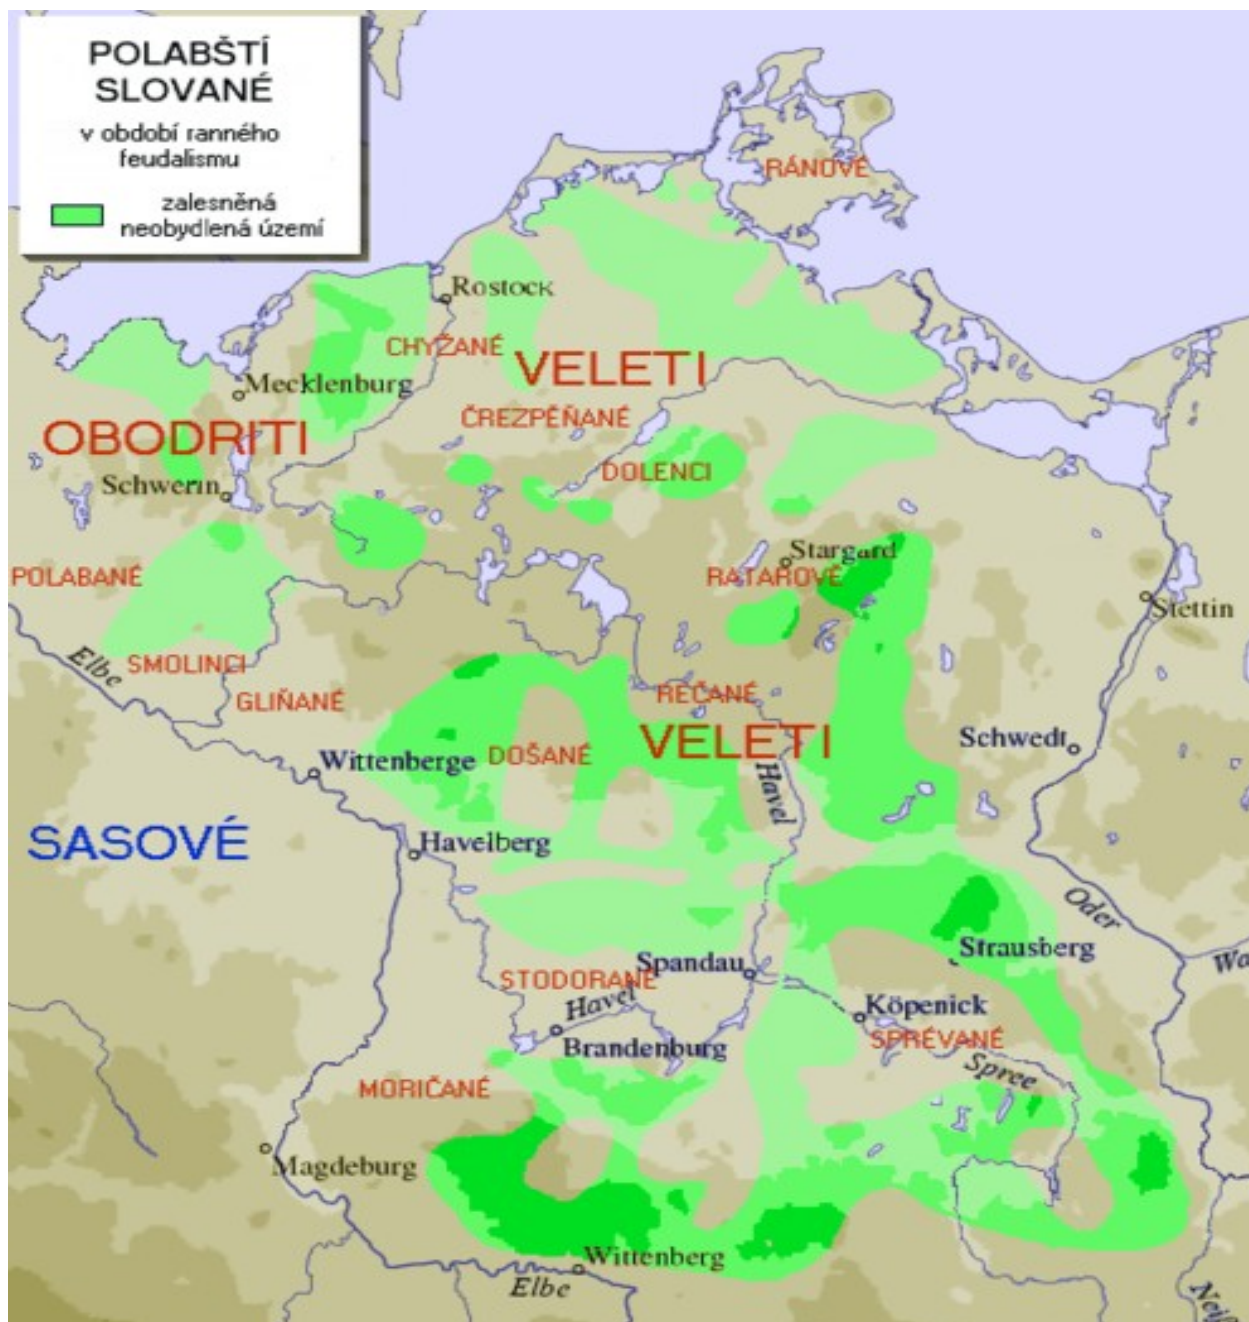 POLABŠTÍ
SLOVANÉ
v období ranného
feudalismu
zalesněná
neobydlená území
RÁNOVÉ
Rostock
CHYŽANÉ
VELETI
Mecklenburg
ČREZPĚŇANÉ
OBODRITI
DOLENCI
Schwerin
Stargard
POLABANÉ
RATAROVÉ
Stettin
SMOLINCI
Elbe
GLIŇANÉ
REČANÉ
VELETI
Schwedt
DOŠANÉ
Wittenberge
Havel
SASOVÉ
Havelberg
Oder
Strausberg
Spandau
STODORANÉ
Havel
Köpenick
SPRÉVANÉ
Brandenburg
Spree
MORIČANÉ
Magdeburg
Wittenberg
Elbe